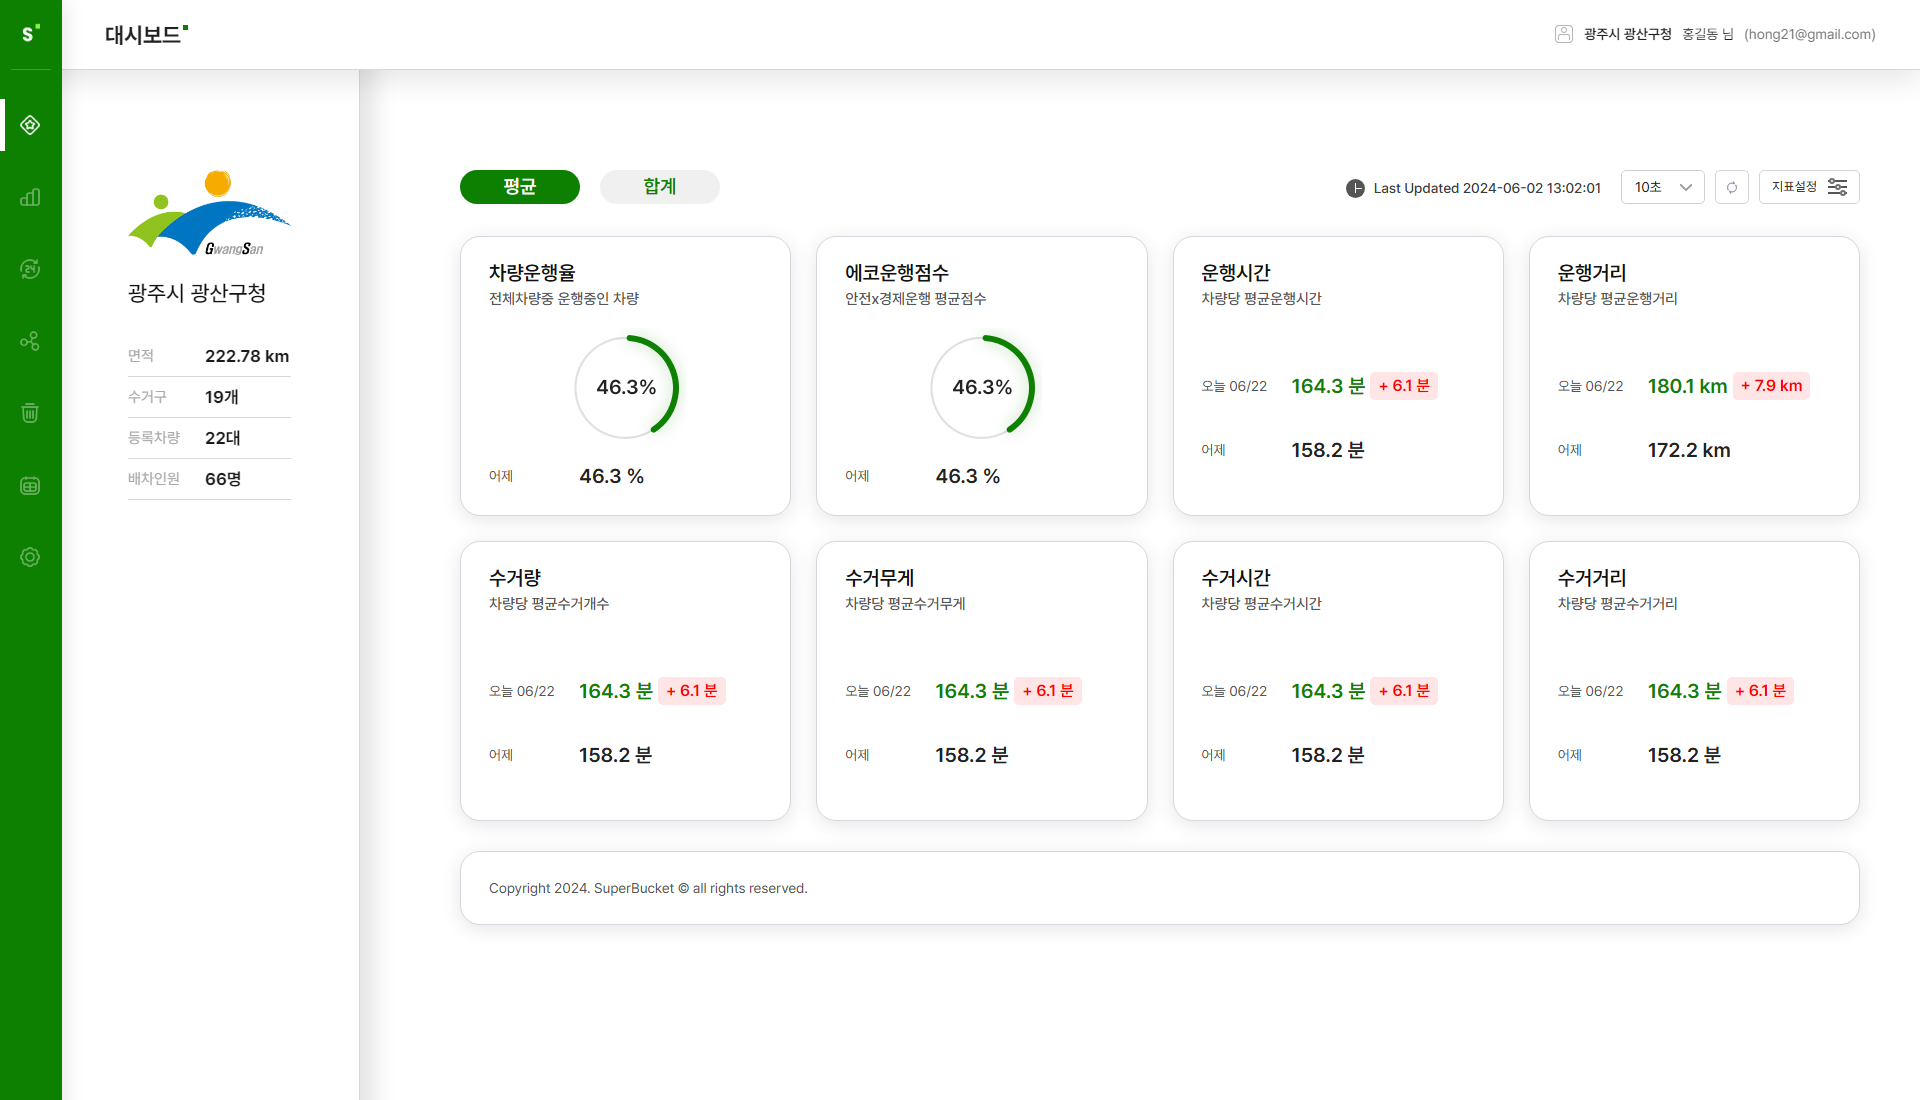 S
대시보드
광주시 광산구청 홍길동 님 (hong21@gmail.com)
24
GwangSan
광주시 광산구청
면적 222.78 km
수거구 19개
등록차량 22대
배차인원 66명
평균 합계
Last Updated 2024-06-02 13:02:01 10초 지표설정
차량운행율
전체차량중 운행중인 차량
46.3%
어제 46.3 %
에코운행점수
안전x경제운행 평균점수
46.3%
어제 46.3 %
운행시간
차량당 평균운행시간
오늘 06/22 164.3 분 + 6.1 분
어제 158.2 분
운행거리
차량당 평균운행거리
오늘 06/22 180.1 km + 7.9 km
어제 172.2 km
수거량
차량당 평균수거개수
오늘 06/22 164.3 분 + 6.1 분
어제 158.2 분
수거무게
차량당 평균수거무게
오늘 06/22 164.3 분 + 6.1 분
어제 158.2 분
수거시간
차량당 평균수거시간
오늘 06/22 164.3 분 + 6.1 분
어제 158.2 분
수거거리
차량당 평균수거거리
오늘 06/22 164.3 분 + 6.1 분
어제 158.2 분
Copyright 2024. SuperBucket © all rights reserved.